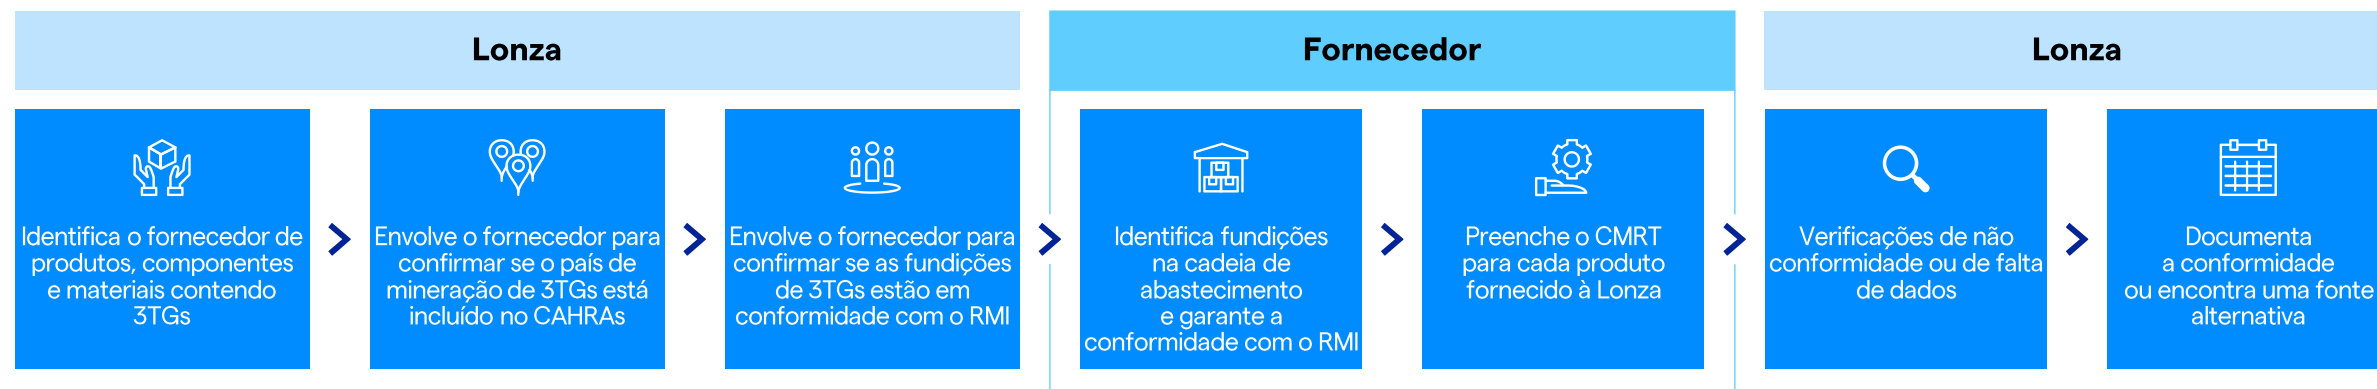 Lonza
Identifica o fornecedor de
produtos, componentes
e materiais contendo
3TGs
Envolve o fornecedor para
confirmar se o país de
mineração de 3TGs está
incluído no CAHRAs
Envolve o fornecedor para
confirmar se as fundições
de 3TGs estão em
conformidade com o RMI
Fornecedor
Identifica fundições
na cadeia de
abastecimento
e garante a
conformidade com o RMI
Preenche o CMRT
para cada produto
fornecido à Lonza
Lonza
Verificações de não
conformidade ou de falta
de dados
Documenta
a conformidade
ou encontra uma fonte
alternativa